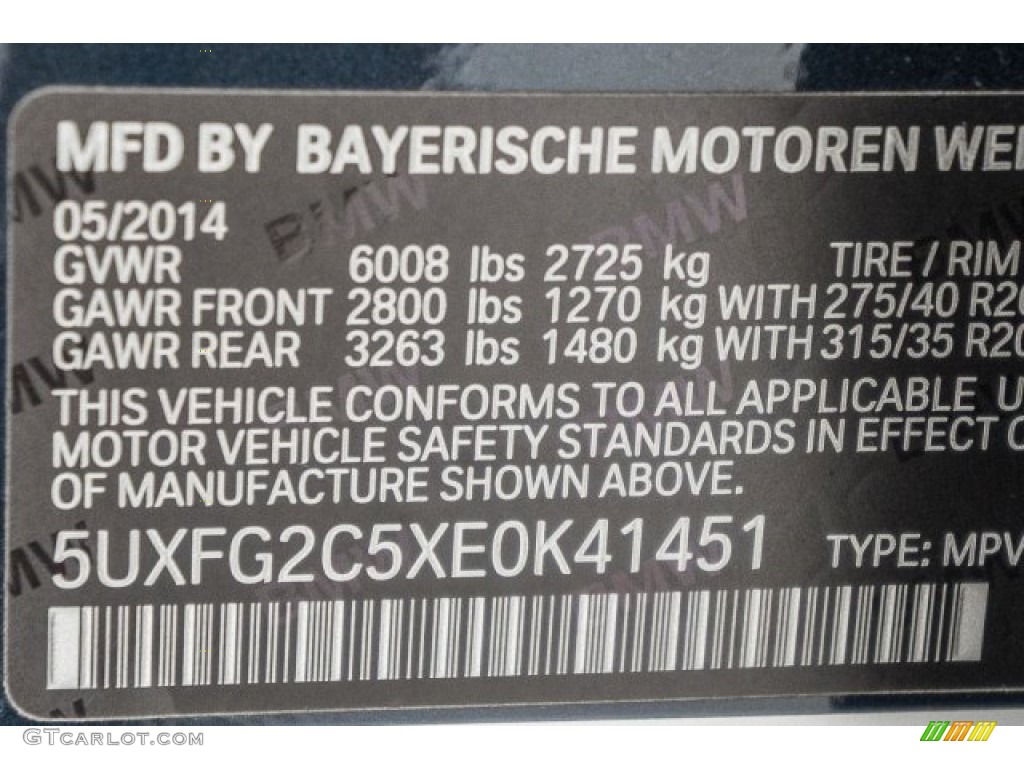 MFD BY BAYERISCHE MOTOREN WE
05/2014
GVWR 6008 lbs 2725 kg TIRE / RIM
GAWR FRONT 2800 lbs 1270 kg WITH 275/40 R20
GAWR REAR 3263 lbs 1480 kg WITH 315/35 R20
THIS VEHICLE CONFORMS TO ALL APPLICABLE U
MOTOR VEHICLE SAFETY STANDARDS IN EFFECT O
OF MANUFACTURE SHOWN ABOVE.
5UXFG2C5XE0K41451 TYPE: MPV
GTCARLOT.COM